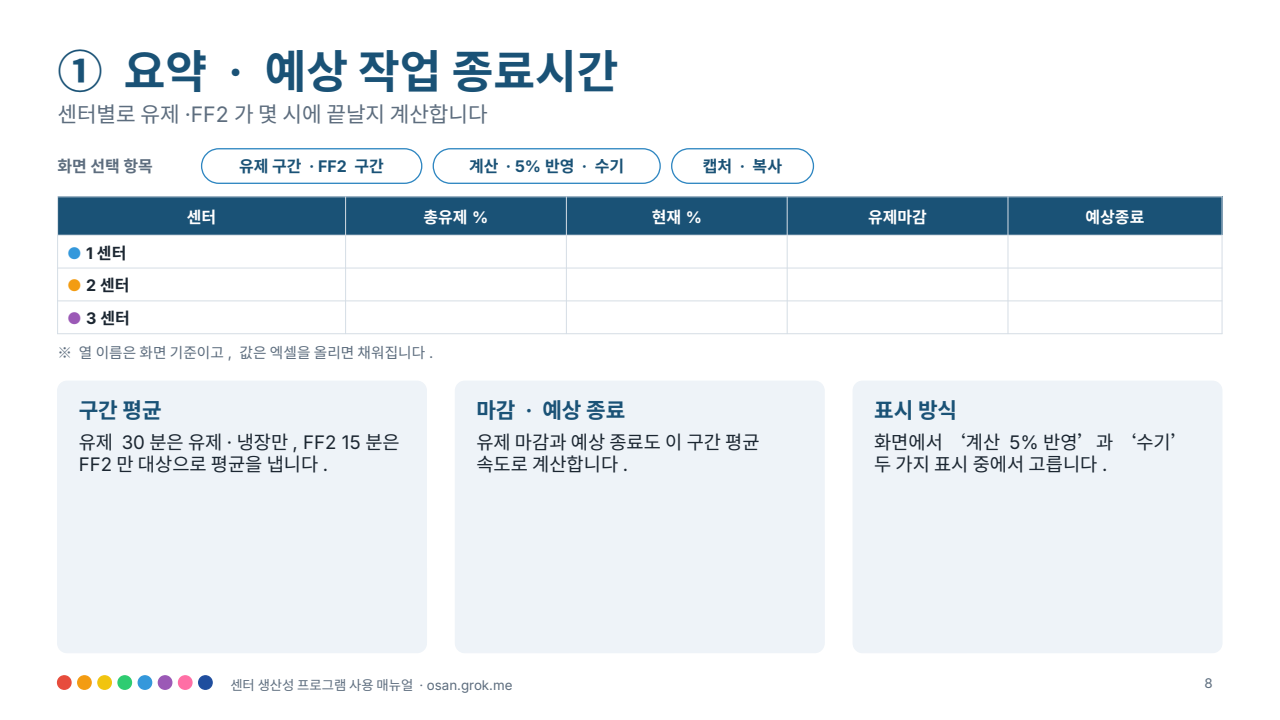 ① 요약 · 예상 작업 종료시간
센터별로 유제 ·FF2 가 몇 시에 끝날지 계산합니다
화면 선택 항목
유제 구간 · FF2 구간
계산 · 5% 반영 · 수기
캡처 · 복사
센터 총유제 % 현재 % 유제마감 예상종료
1 센터
2 센터
3 센터
※ 열 이름은 화면 기준이고 , 값은 엑셀을 올리면 채워집니다 .
구간 평균
유제 30 분은 유제 · 냉장만 , FF2 15 분은
FF2 만 대상으로 평균을 냅니다 .
마감 · 예상 종료
유제 마감과 예상 종료도 이 구간 평균
속도로 계산합니다 .
표시 방식
화면에서 ‘계산 5% 반영’ 과 ‘수기’
두 가지 표시 중에서 고릅니다 .
센터 생산성 프로그램 사용 매뉴얼 · osan.grok.me
8